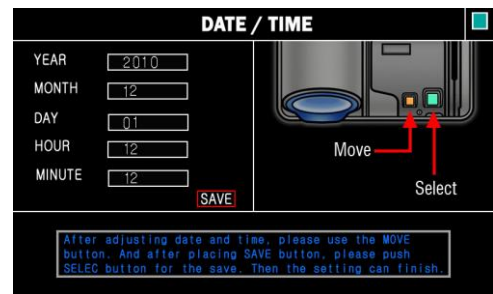 DATE / TIME
YEAR 2010
MONTH 12
DAY 01
HOUR 12
MINUTE 12
SAVE
Move
Select
After adjusting date and time, please use the MOVE
button. And after placing SAVE button, please push
SELEC button for the save. Then the setting can finish.